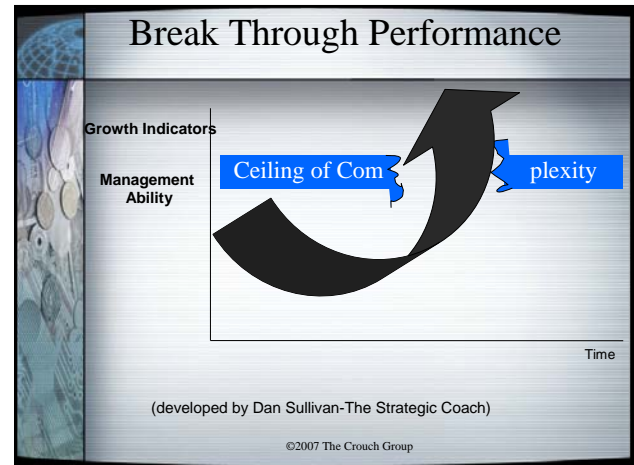 Break Through Performance
Growth Indicators
Management
Ability
Ceiling of Com plexity
Time
(developed by Dan Sullivan-The Strategic Coach)
©2007 The Crouch Group